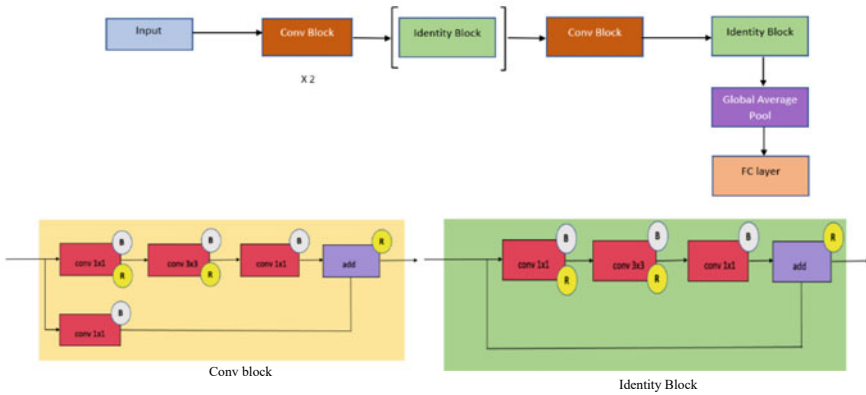 Input
Conv Block
Identity Block
Conv Block
Identity Block
X 2
Global Average
Pool
FC layer
B
B
B
R
conv 1x1
conv 3x3
conv 1x1
add
R
R
B
conv 1x1
Conv block
B
B
B
R
conv 1x1
conv 3x3
conv 1x1
add
R
R
Identity Block